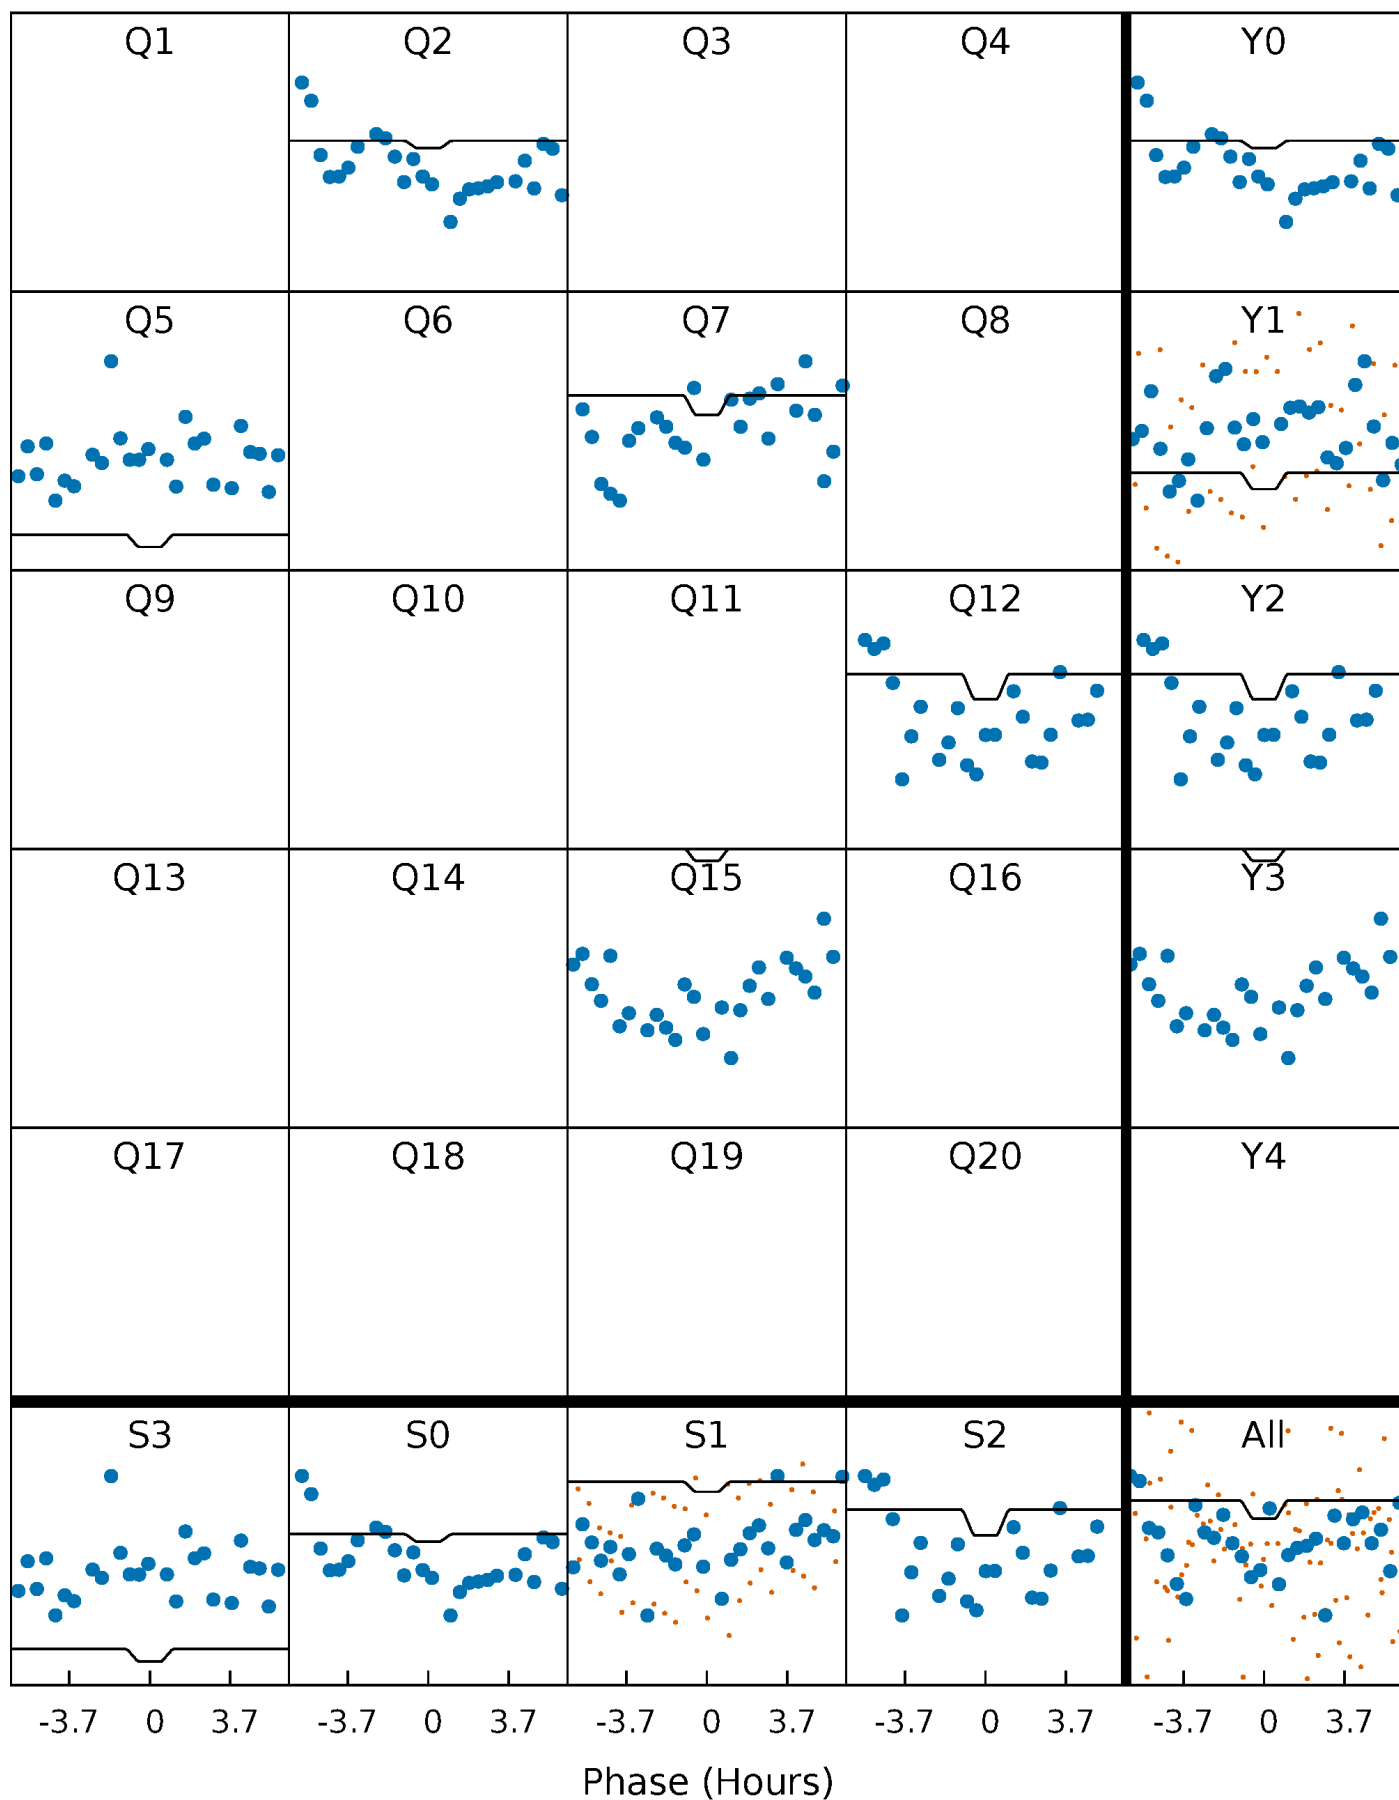 Q1 Q2 Q3 Q4 Y0
Q5 Q6 Q7 Q8 Y1
Q9 Q10 Q11 Q12 Y2
Q13 Q14 Q15 Q16 Y3
Q17 Q18 Q19 Q20 Y4
S3 S0 S1 S2 All
-3.7 0 3.7 -3.7 0 3.7 -3.7 0 3.7 -3.7 0 3.7 -3.7 0 3.7
Phase (Hours)